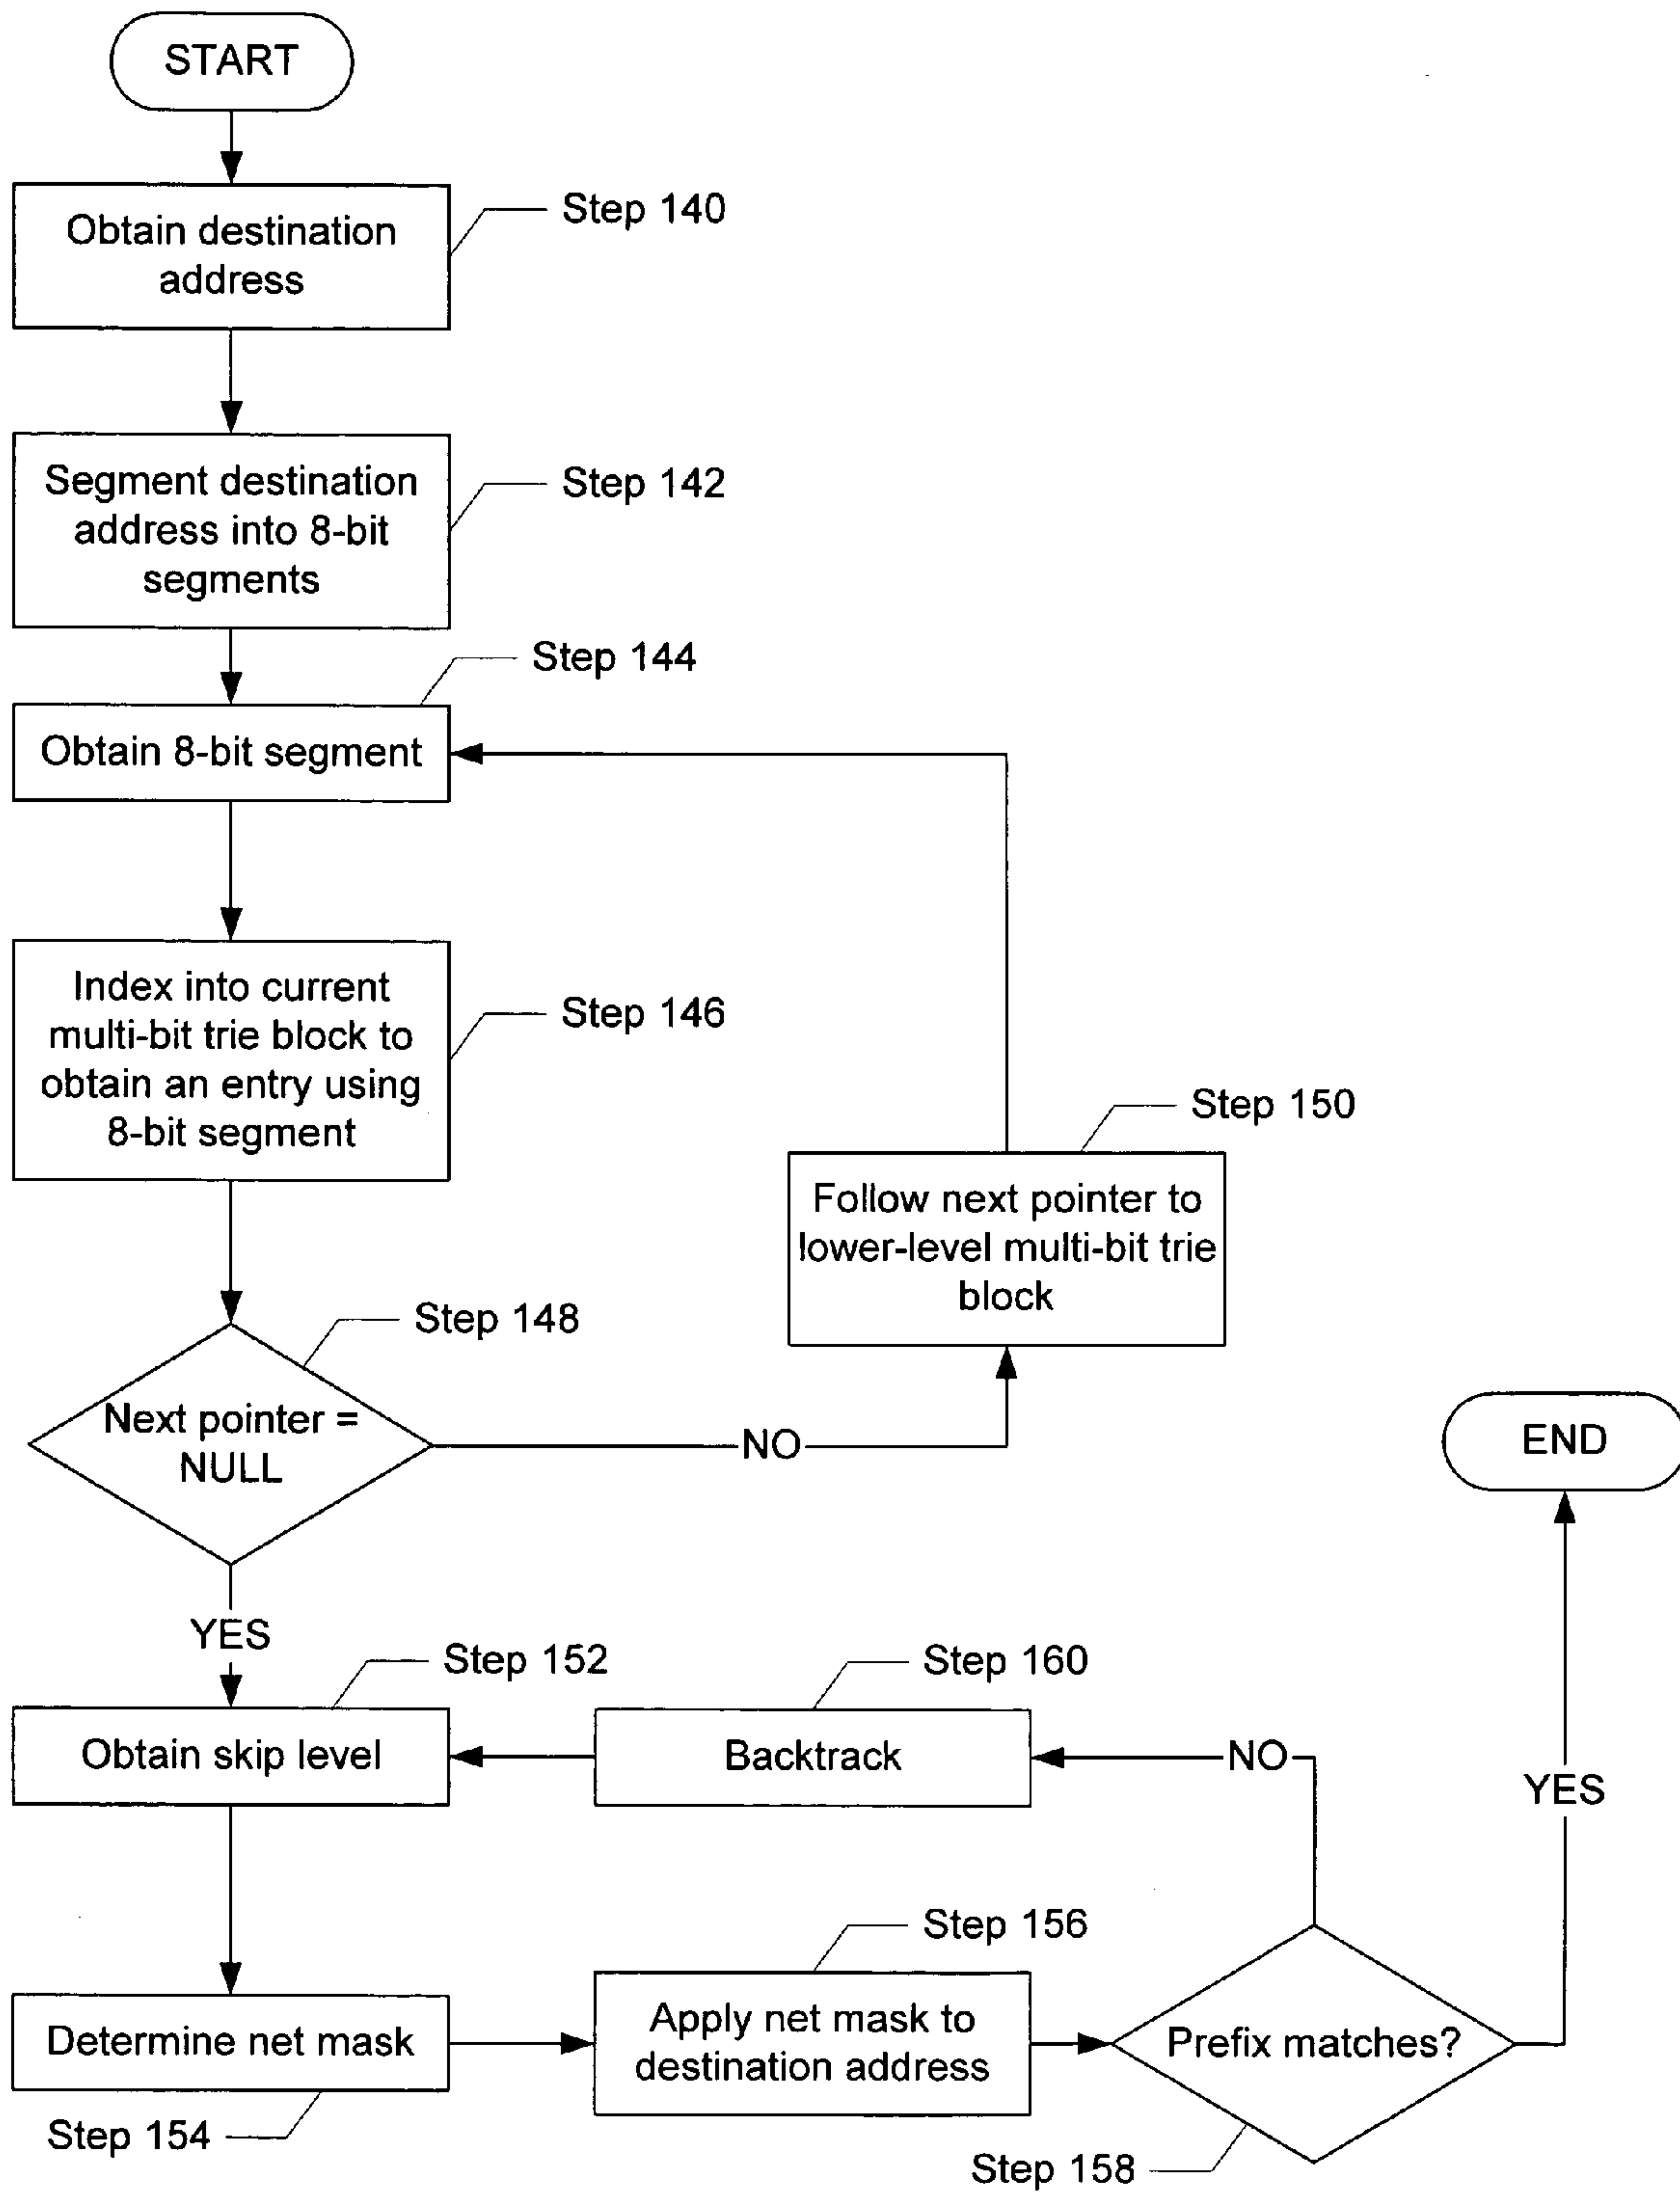 START
Obtain destination
address
Step 140
Segment destination
address into 8-bit
segments
Step 142
Step 144
Obtain 8-bit segment
Index into current
multi-bit trie block to
obtain an entry using
8-bit segment
Step 146
Step 150
Follow next pointer to
lower-level multi-bit trie
block
Step 148
Next pointer =
NULL
NO
END
YES
Step 152
Obtain skip level
Step 160
Backtrack
NO
YES
Determine net mask
Step 154
Step 156
Apply net mask to
destination address
Prefix matches?
Step 158